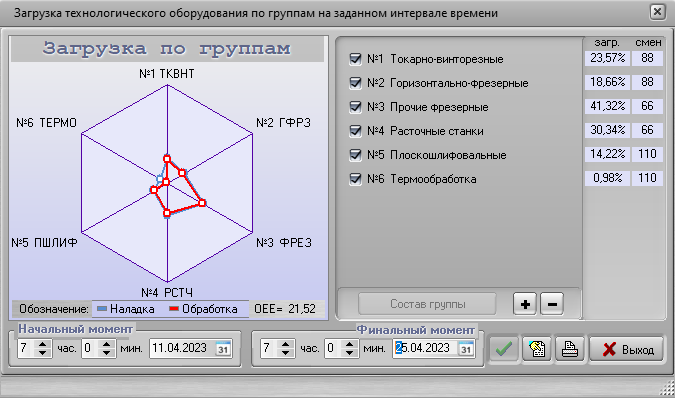 Загрузка технологического оборудования по группам на заданном интервале времени
Загрузка по группам
№1 ТКВНТ
№2 ГФРЗ
№3 ФРЕЗ
№4 РСТЧ
№5 ПШЛИФ
№6 ТЕРМО
Обозначение: Наладка Обработка OEE= 21,52
загр. смен
№1 Токарно-винторезные 23,57% 88
№2 Горизонтально-фрезерные 18,66% 88
№3 Прочие фрезерные 41,32% 66
№4 Расточные станки 30,34% 66
№5 Плоскошлифовальные 14,22% 110
№6 Термообработка 0,98% 110
Состав группы
Начальный момент
7 час. 0 мин. 11.04.2023 31
Финальный момент
7 час. 0 мин. 25.04.2023 31
Выход